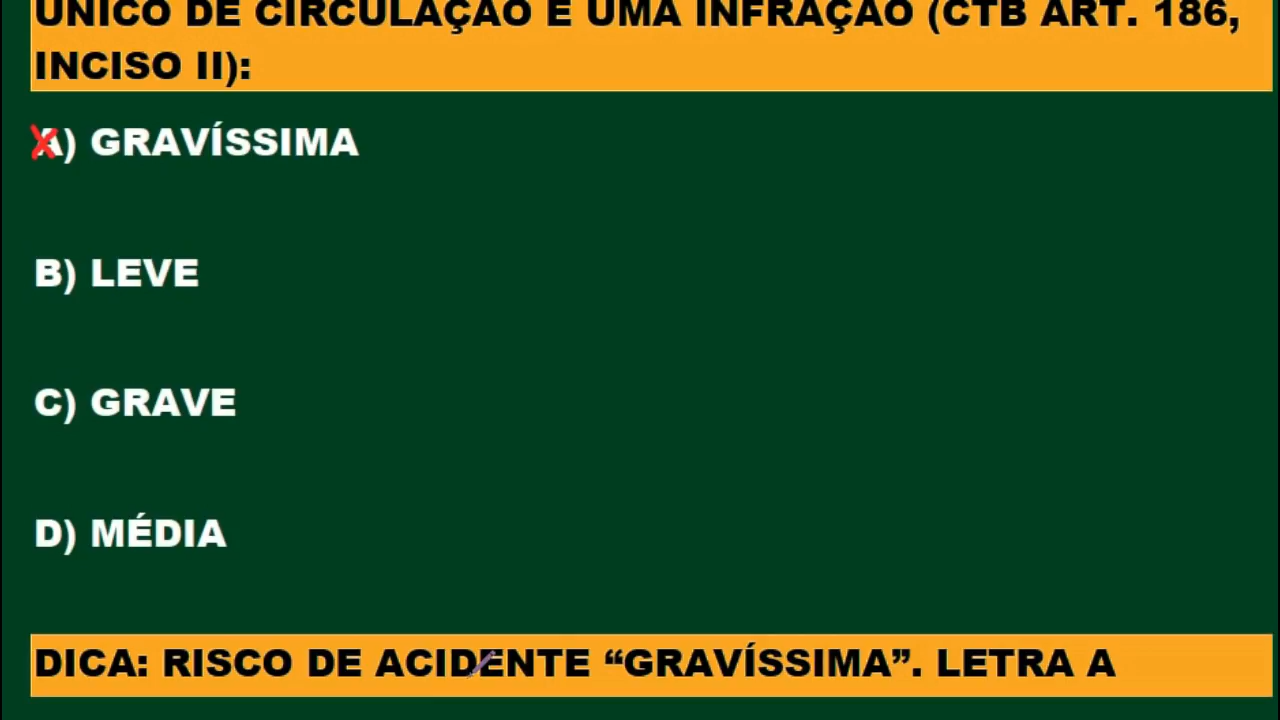 ÚNICO DE CIRCULAÇÃO É UMA INFRAÇÃO (CTB ART. 186,
INCISO II):
A) GRAVÍSSIMA
B) LEVE
C) GRAVE
D) MÉDIA
DICA: RISCO DE ACIDENTE “GRAVÍSSIMA”. LETRA A